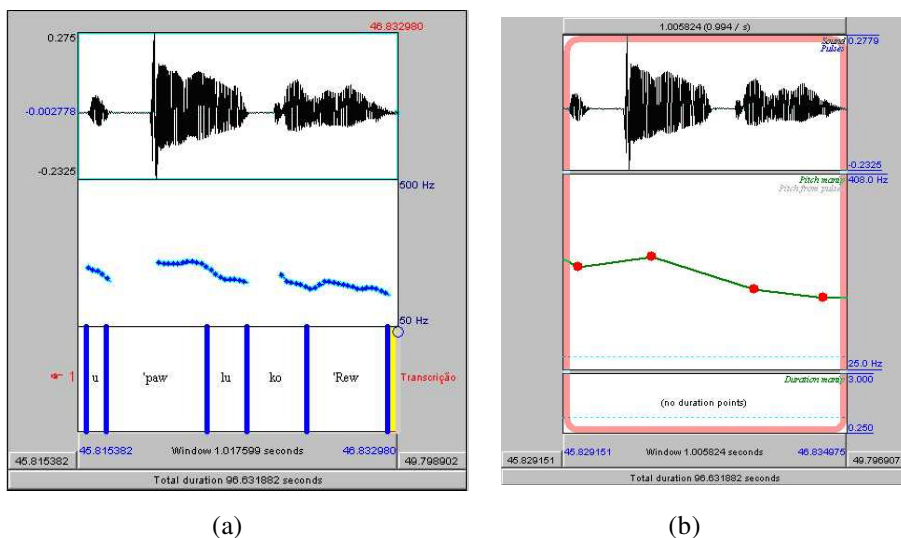 46.832980
0.275
-0.002778
-0.2325
500 Hz
50 Hz
1
u
'paw
lu
ko
'Rew
Transcrição
45.815382
Window 1.017599 seconds
46.832980
45.815382
49.798902
Total duration 96.631882 seconds
(a)
1.005824 (0.994 / s)
Sound
Pulses
0.2779
-0.2325
Pitch manip
Pitch from pulses
408.0 Hz
25.0 Hz
Duration manip
3.000
(no duration points)
0.250
45.829151
Window 1.005824 seconds
46.834975
45.829151
49.796907
Total duration 96.631882 seconds
(b)